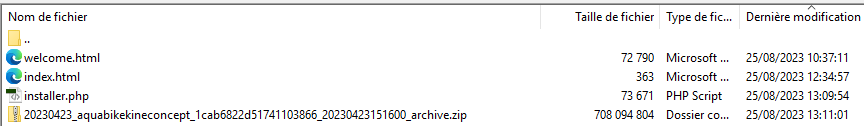 Nom de fichier Taille de fichier Type de fic... Dernière modification
..
welcome.html 72 790 Microsoft ... 25/08/2023 10:37:11
index.html 363 Microsoft ... 25/08/2023 12:34:57
installer.php 73 671 PHP Script 25/08/2023 13:09:54
20230423_aquabikekineconcept_1cab6822d51741103866_20230423151600_archive.zip 708 094 804 Dossier co... 25/08/2023 13:11:01